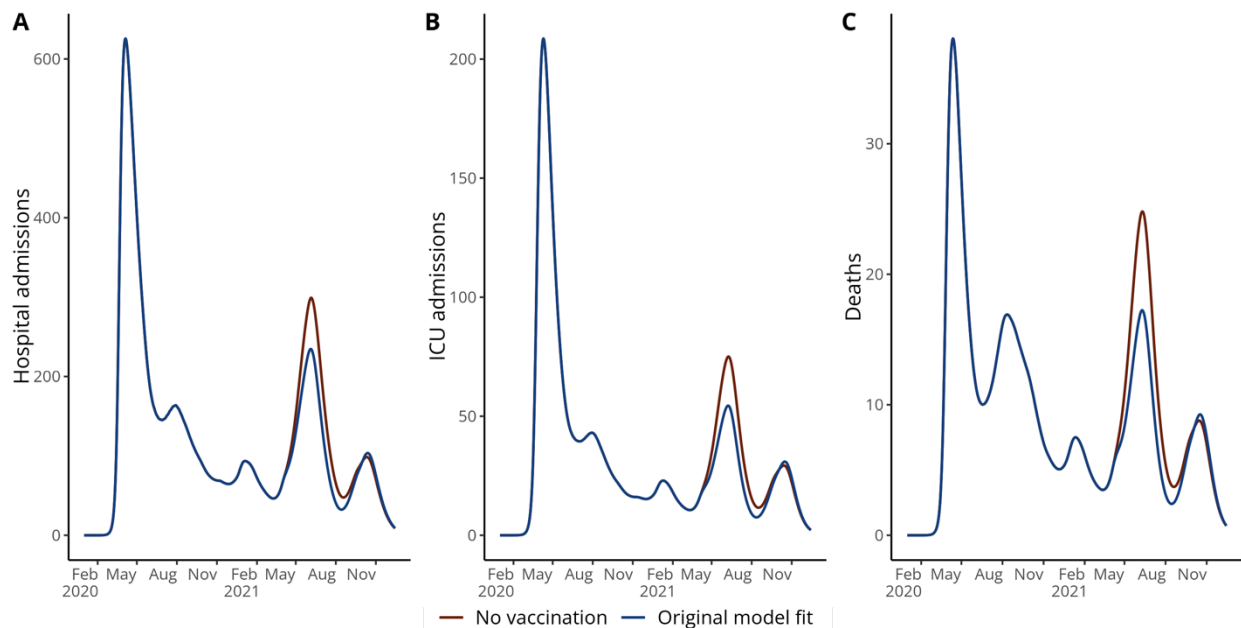 A
Hospital admissions
600
400
200
0
Feb May Aug Nov Feb May Aug Nov
2020 2021
B
ICU admissions
200
150
100
50
0
Feb May Aug Nov Feb May Aug Nov
2020 2021
C
Deaths
30
20
10
0
Feb May Aug Nov Feb May Aug Nov
2020 2021
No vaccination Original model fit